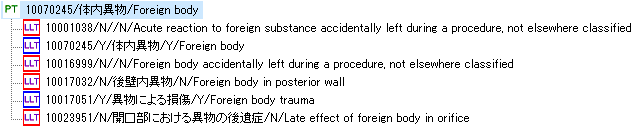 PT 10070245/体内異物/Foreign body
LLT 10001038/N//N/Acute reaction to foreign substance accidentally left during a procedure, not elsewhere classified
LLT 10070245/Y/体内異物/Y/Foreign body
LLT 10016999/N//N/Foreign body accidentally left during a procedure, not elsewhere classified
LLT 10017032/N/後壁内異物/N/Foreign body in posterior wall
LLT 10017051/Y/異物による損傷/Y/Foreign body trauma
LLT 10023951/N/開口部における異物の後遺症/N/Late effect of foreign body in orifice